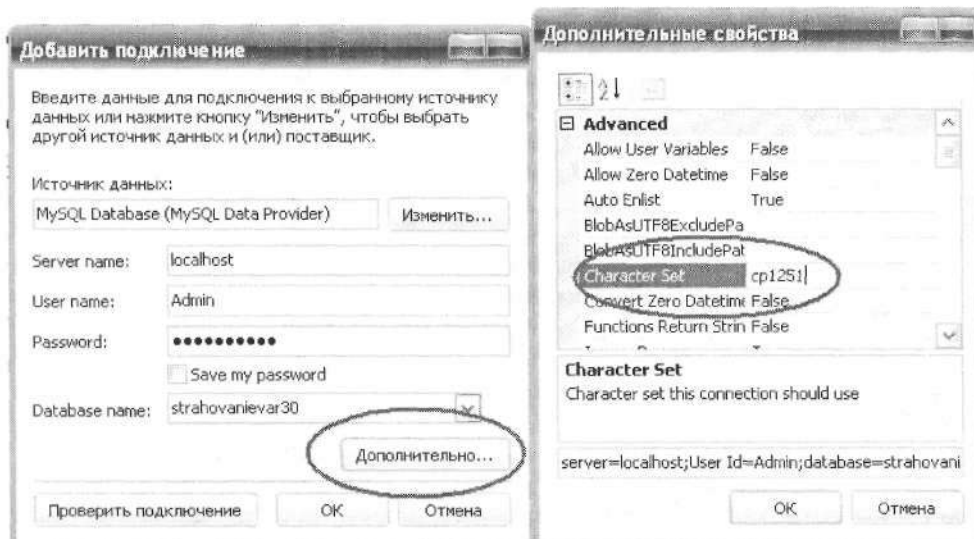 Добавить подключение
Введите данные для подключения к выбранному источнику
данных или нажмите кнопку "Изменить", чтобы выбрать
другой источник данных и (или) поставщик.
Источник данных:
MySQL Database (MySQL Data Provider)
Изменить...
Server name: localhost
User name: Admin
Password: ●●●●●●●●●●
Save my password
Database name: strahovanievar30
Дополнительно...
Проверить подключение
OK
Отмена
Дополнительные свойства
Advanced
Allow User Variables False
Allow Zero Datetime False
Auto Enlist True
BlobAsUTF8ExcludePa
BlobAsUTF8IncludePat
Character Set cp1251
Convert Zero Datetime False
Functions Return Strin False
Character Set
Character set this connection should use
server=localhost;User Id=Admin;database=strahovani
OK
Отмена